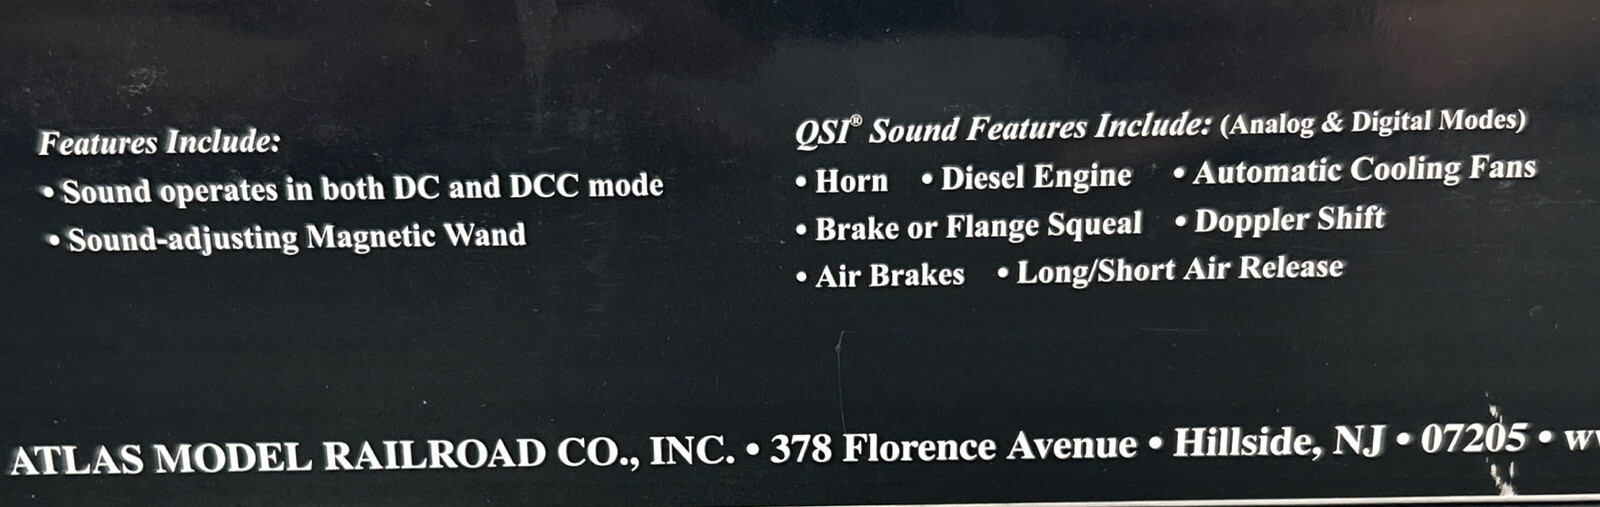 Features Include:
• Sound operates in both DC and DCC mode
• Sound-adjusting Magnetic Wand
QSI® Sound Features Include: (Analog & Digital Modes)
• Horn • Diesel Engine • Automatic Cooling Fans
• Brake or Flange Squeal • Doppler Shift
• Air Brakes • Long/Short Air Release
ATLAS MODEL RAILROAD CO., INC. • 378 Florence Avenue • Hillside, NJ • 07205 •